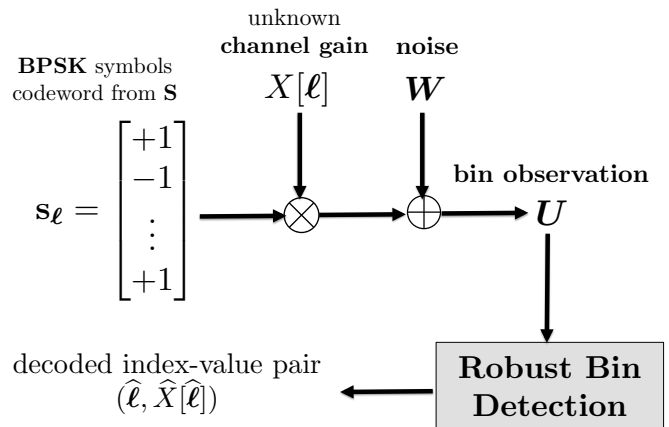 unknown
channel gain
noise
BPSK symbols
codeword from S
X[ℓ]
W
s_ℓ =
+1
−1
⋮
+1
bin observation
U
Robust Bin
Detection
decoded index-value pair
(ℓ̂, X̂[ℓ̂])